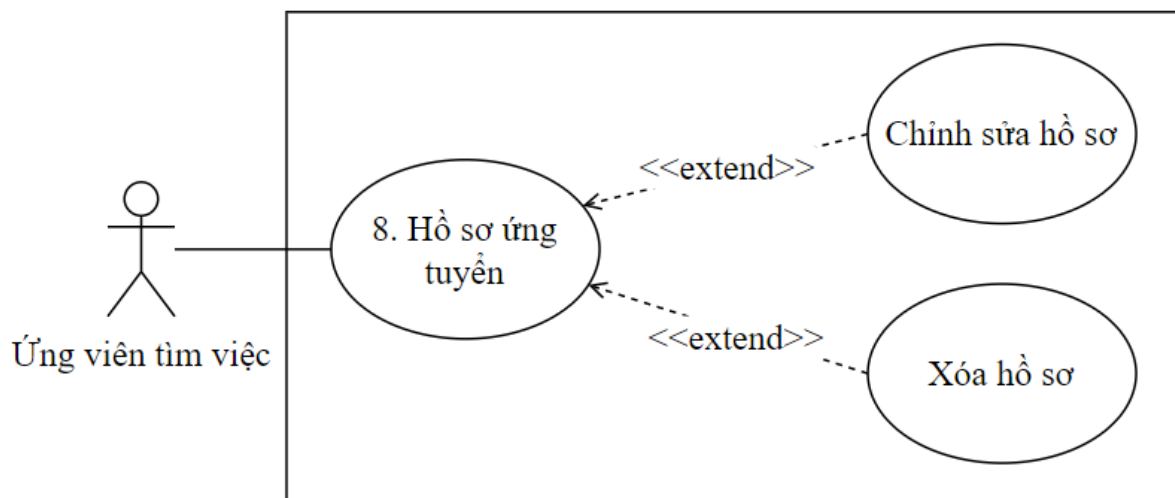 Chỉnh sửa hồ sơ
<<extend>>
8. Hồ sơ ứng
tuyển
<<extend>>
Ứng viên tìm việc
Xóa hồ sơ